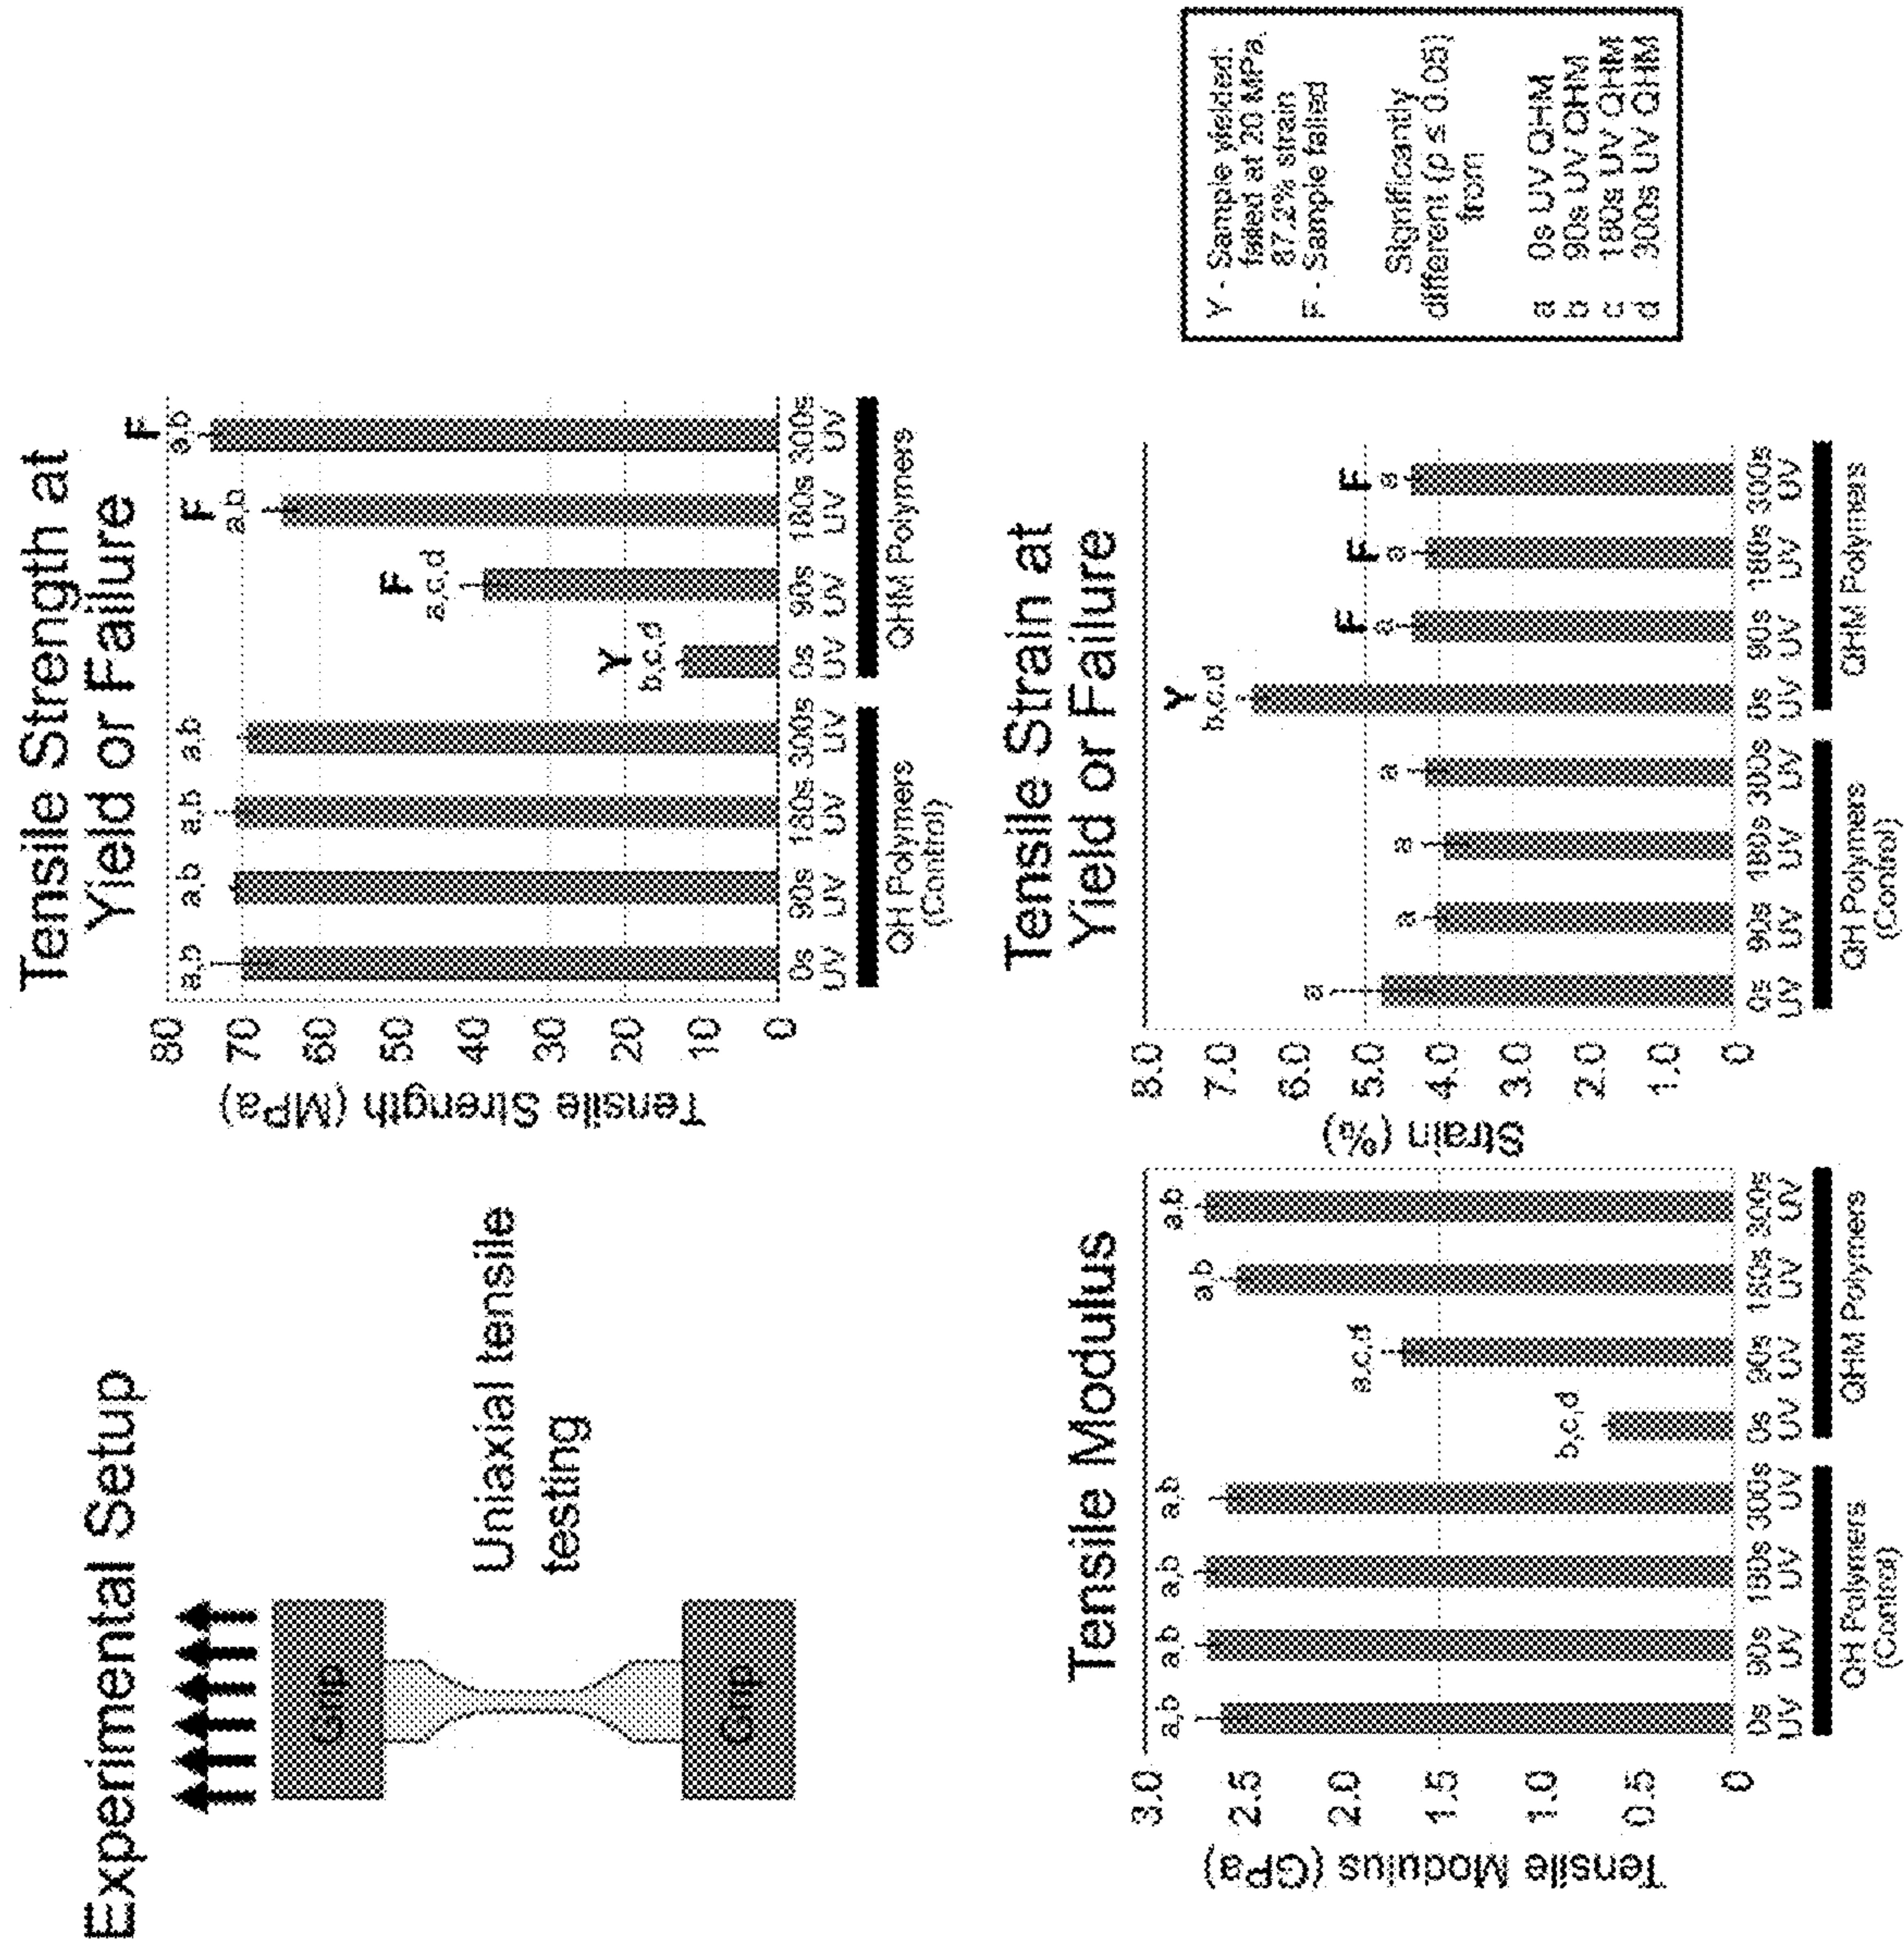 Experimental Setup
Grip
Uniaxial tensile
testing
Grip
Tensile Strength at
Yield or Failure
Tensile Strength (MPa)
80
70
60
50
40
30
20
10
0
a,b
a,b
a,b
a,b
Y
b,c,d
F
a,c,d
F
a,b
F
a,b
0s 90s 180s 300s 0s 90s 180s 300s
UV UV UV UV UV UV UV UV
QH Polymers QHM Polymers
(Control)
Tensile Modulus
Tensile Modulus (GPa)
3.0
2.5
2.0
1.5
1.0
0.5
0
a,b
a,b
a,b
a,b
b,c,d
a,c,d
a,b
a,b
0s 90s 180s 300s 0s 90s 180s 300s
UV UV UV UV UV UV UV UV
QH Polymers QHM Polymers
(Control)
Tensile Strain at
Yield or Failure
Strain (%)
8.0
7.0
6.0
5.0
4.0
3.0
2.0
1.0
0
a
a
a
a
Y
b,c,d
F
a
F
a
F
a
0s 90s 180s 300s 0s 90s 180s 300s
UV UV UV UV UV UV UV UV
QH Polymers QHM Polymers
(Control)
Y - Sample yielded:
failed at 20 MPa,
87.2% strain
F - Sample failed
Significantly
different (p ≤ 0.05)
from
a 0s UV QHM
b 90s UV QHM
c 180s UV QHM
d 300s UV QHM